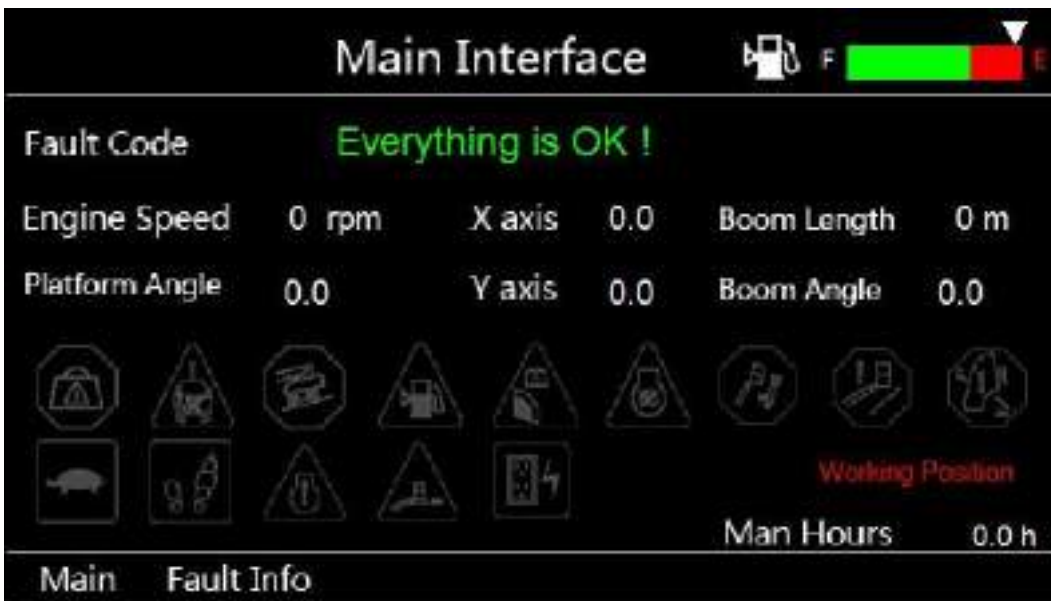 Main Interface F E
Fault Code Everything is OK !
Engine Speed 0 rpm X axis 0.0 Boom Length 0 m
Platform Angle 0.0 Y axis 0.0 Boom Angle 0.0
Working Position
Man Hours 0.0 h
Main Fault Info